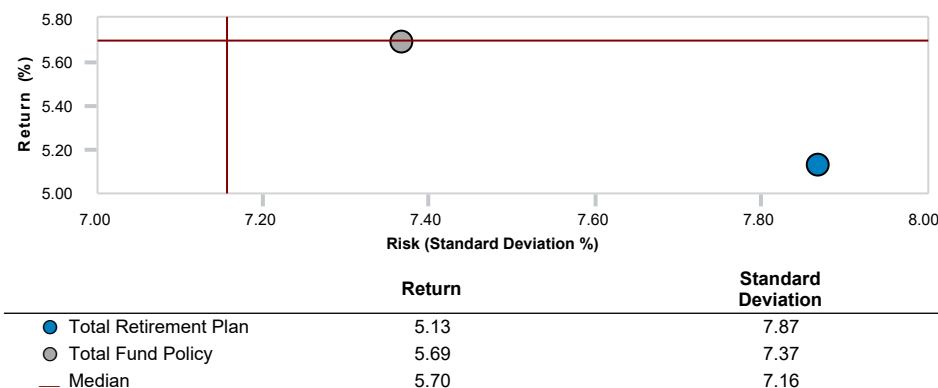 5.80
5.60
5.40
5.20
5.00
Return (%)
7.00 7.20 7.40 7.60 7.80 8.00
Risk (Standard Deviation %)
Return Standard Deviation
Total Retirement Plan 5.13 7.87
Total Fund Policy 5.69 7.37
Median 5.70 7.16